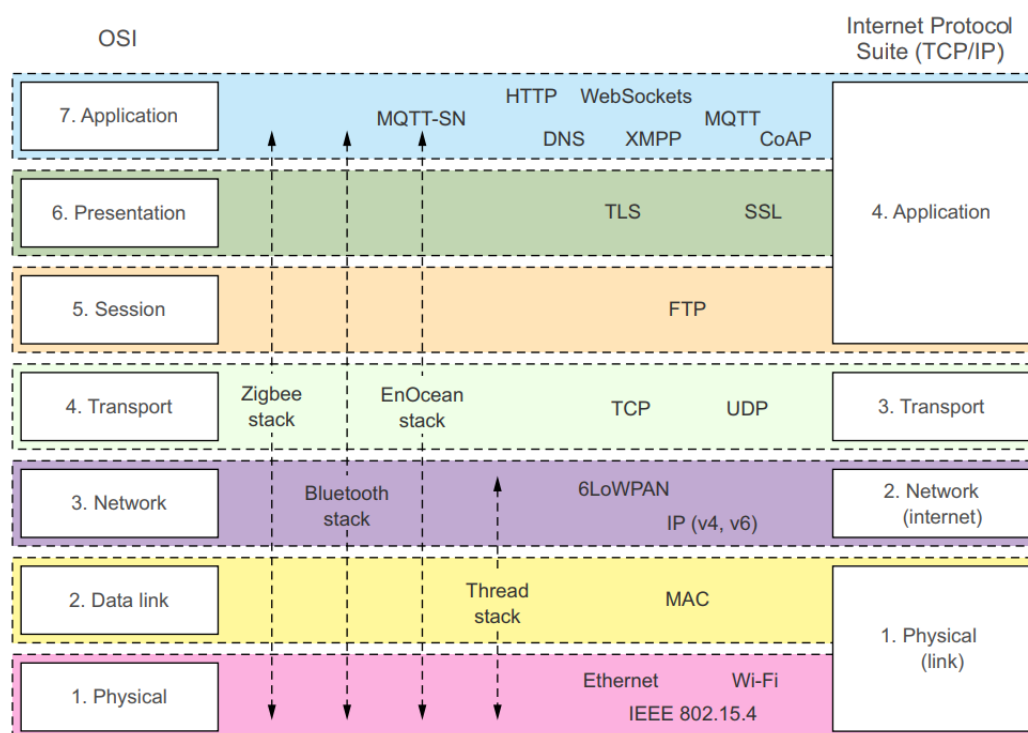 OSI
Internet Protocol
Suite (TCP/IP)
7. Application
HTTP WebSockets
MQTT-SN
MQTT
DNS XMPP CoAP
6. Presentation
TLS SSL
4. Application
5. Session
FTP
4. Transport
Zigbee
stack
EnOcean
stack
TCP UDP
3. Transport
3. Network
Bluetooth
stack
6LoWPAN
IP (v4, v6)
2. Network
(internet)
2. Data link
Thread
stack
MAC
1. Physical
(link)
1. Physical
Ethernet Wi-Fi
IEEE 802.15.4